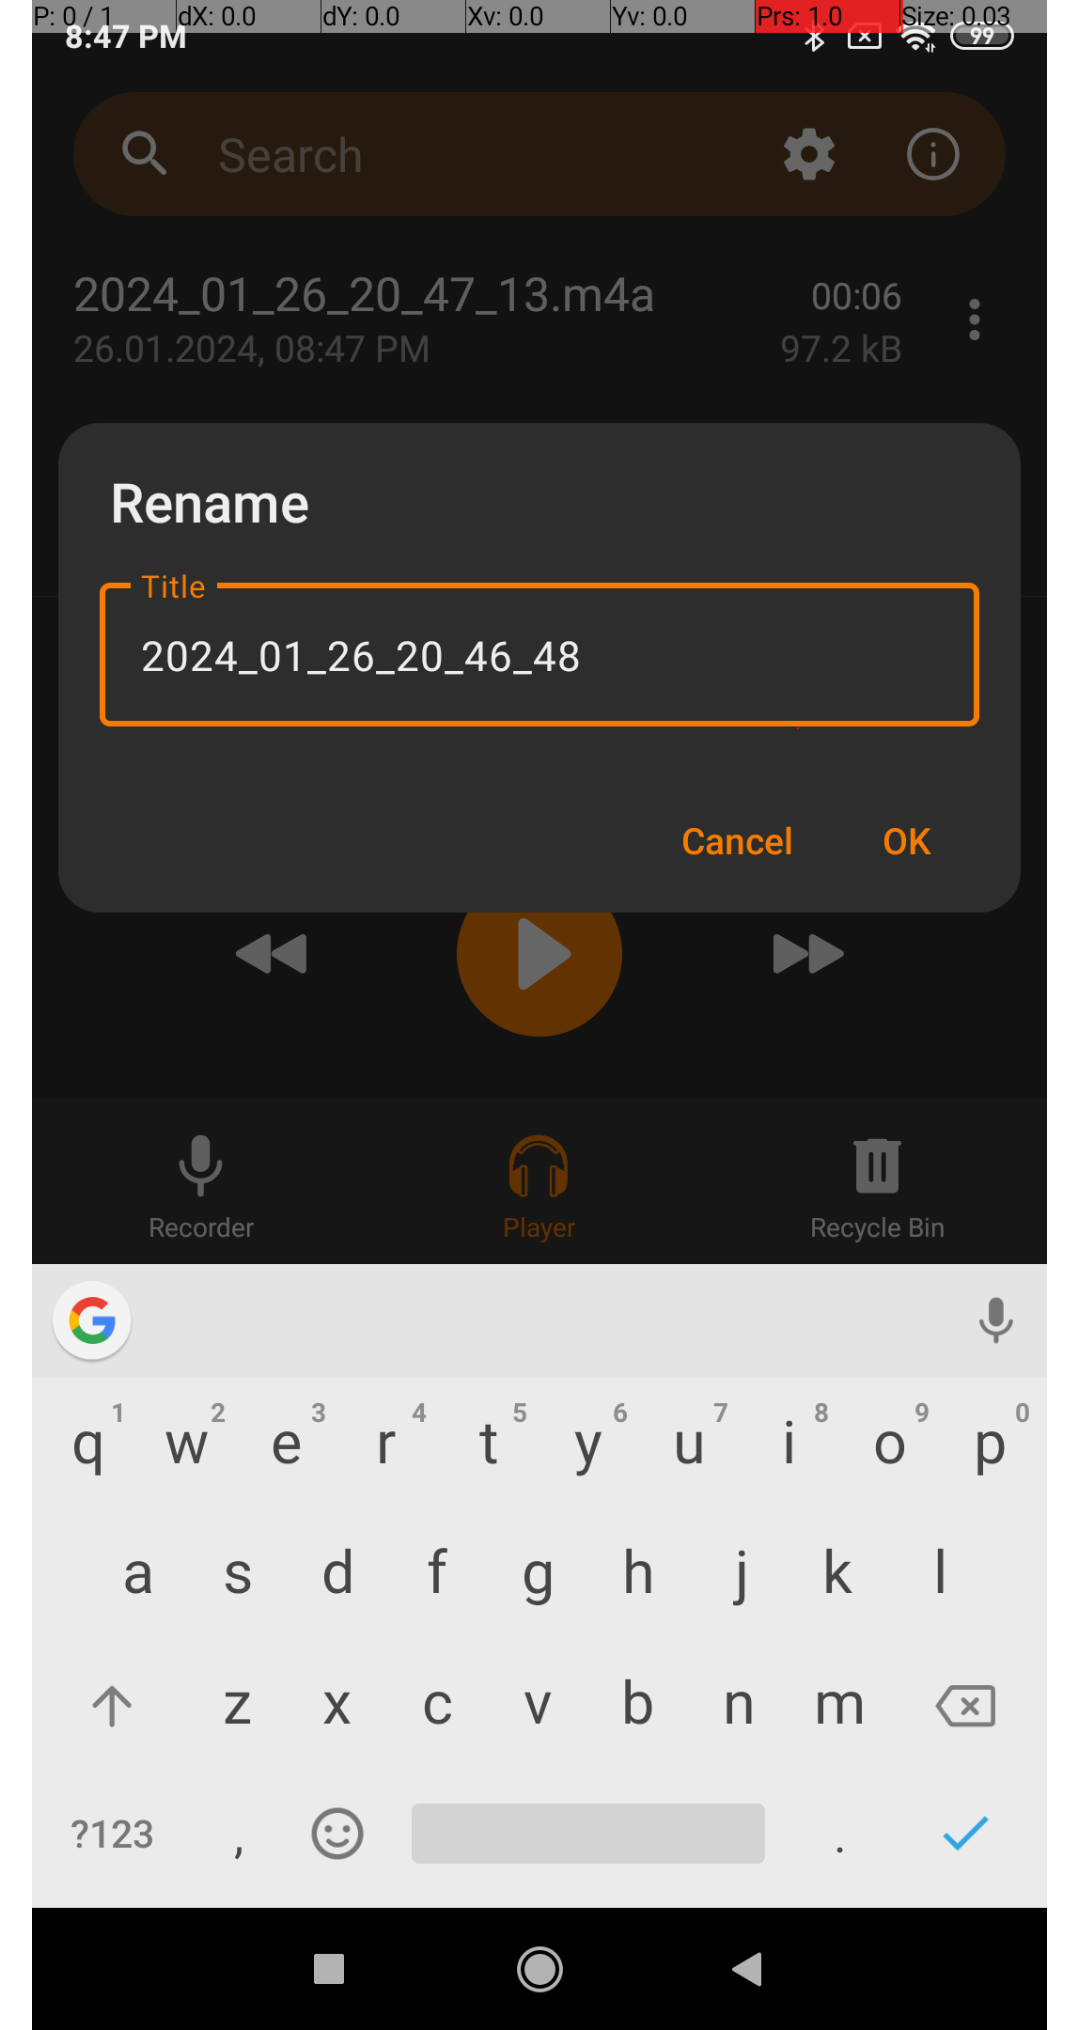 P: 0 / 1 dX: 0.0 dY: 0.0 Xv: 0.0 Yv: 0.0 Prs: 1.0 Size: 0.03
8:47 PM 99
Search
2024_01_26_20_47_13.m4a 00:06
26.01.2024, 08:47 PM 97.2 kB
Rename
Title
2024_01_26_20_46_48
Cancel OK
Recorder Player Recycle Bin
1 2 3 4 5 6 7 8 9 0
q w e r t y u i o p
a s d f g h j k l
z x c v b n m
?123 , .